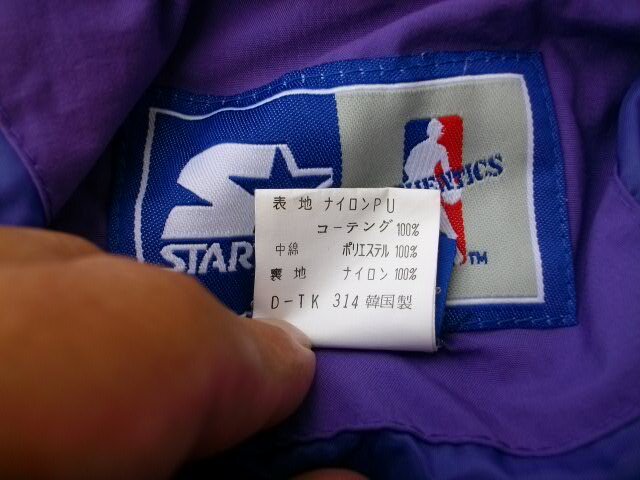 STAR
HENTICS
TM
表地 ナイロンPU
コーテング 100%
中綿 ポリエステル 100%
裏地 ナイロン 100%
D-TK 314 韓国製